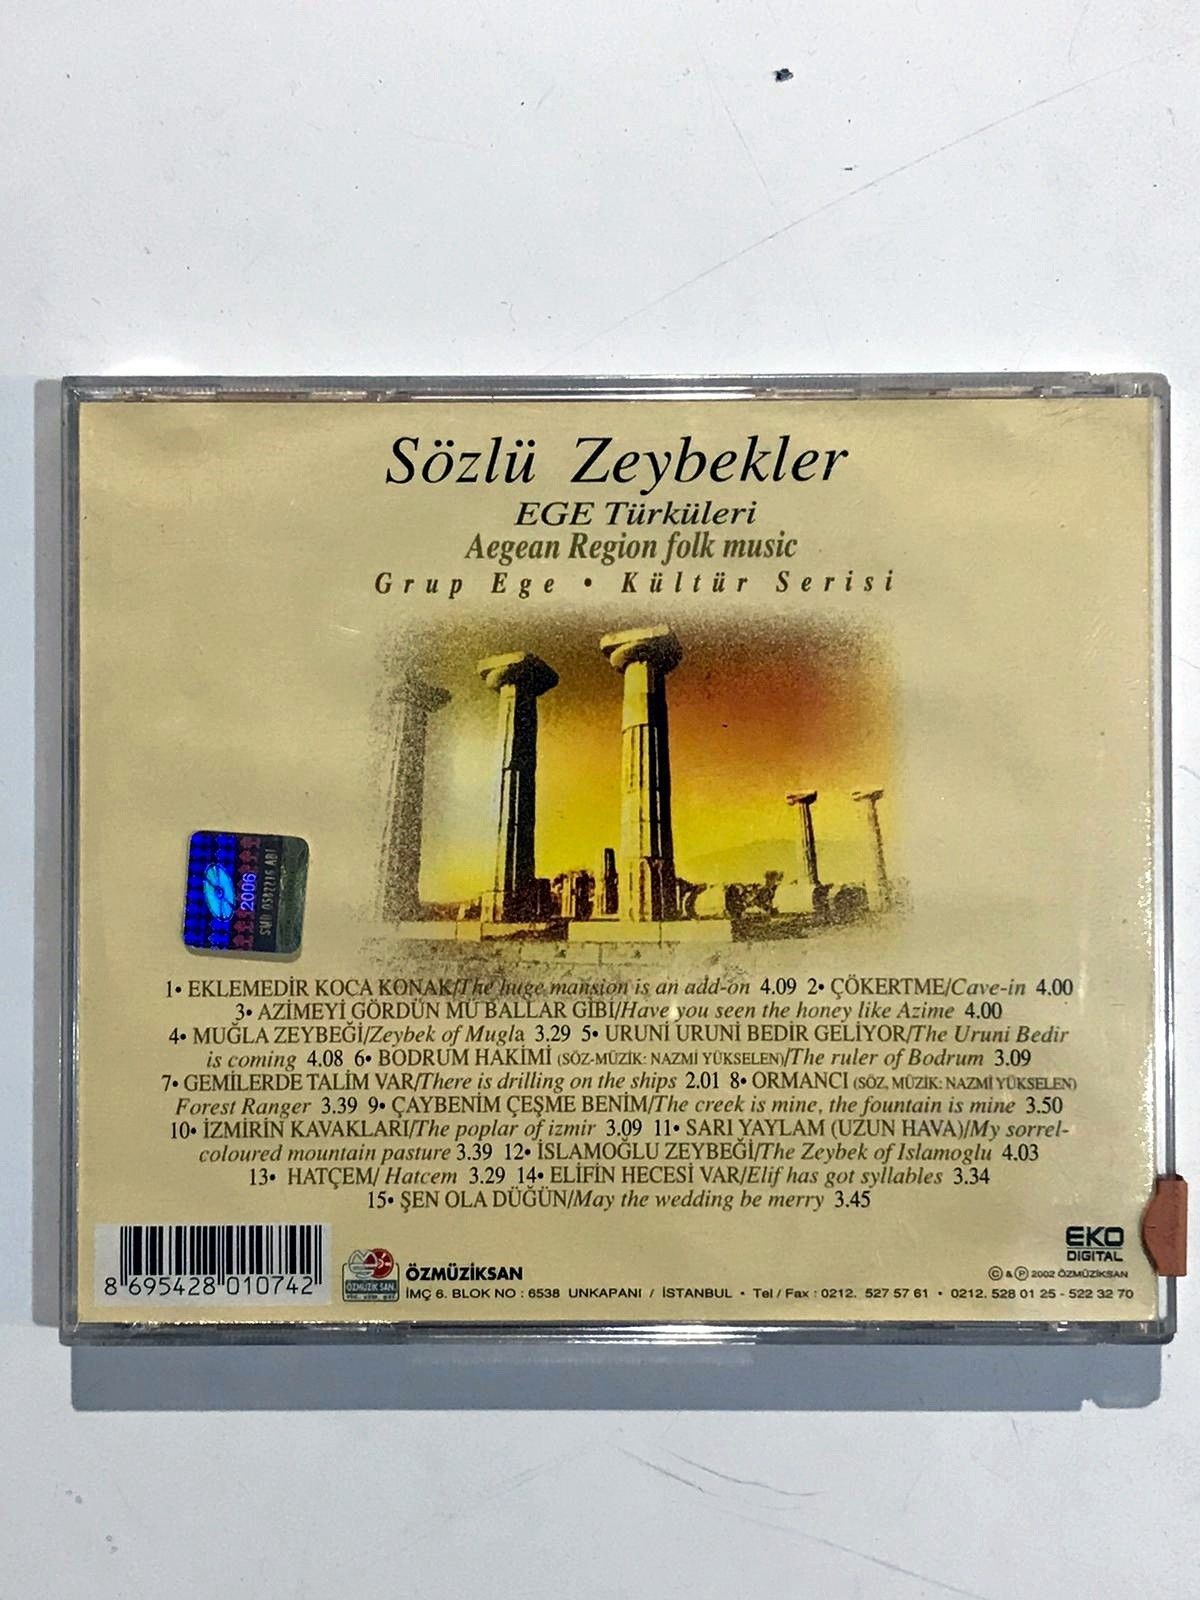 Sözlü Zeybekler
EGE Türküleri
Aegean Region folk music
Grup Ege • Kültür Serisi
2006
1• EKLEMEDİR KOCA KONAK/The huge mansion is an add-on 4.09 2• ÇÖKERTME/Cave-in 4.00
3• AZİMEYİ GÖRDÜN MÜ BALLAR GİBİ/Have you seen the honey like Azime 4.00
4• MUĞLA ZEYBEĞİ/Zeybek of Mugla 3.29 5• URUNİ URUNİ BEDİR GELİYOR/The Uruni Bedir
is coming 4.08 6• BODRUM HAKİMİ (SÖZ-MÜZİK: NAZMİ YÜKSELEN)/The ruler of Bodrum 3.09
7• GEMİLERDE TALİM VAR/There is drilling on the ships 2.01 8• ORMANCI (SÖZ, MÜZİK: NAZMİ YÜKSELEN)
Forest Ranger 3.39 9• ÇAYBENİM ÇEŞME BENİM/The creek is mine, the fountain is mine 3.50
10• İZMİRİN KAVAKLARI/The poplar of izmir 3.09 11• SARI YAYLAM (UZUN HAVA)/My sorrel-
coloured mountain pasture 3.39 12• İSLAMOĞLU ZEYBEĞİ/The Zeybek of Islamoglu 4.03
13• HATÇEM/ Hatcem 3.29 14• ELİFİN HECESİ VAR/Elif has got syllables 3.34
15• ŞEN OLA DÜĞÜN/May the wedding be merry 3.45
8 695428 010742
ÖZMÜZİKSAN
ÖZMÜZİKSAN
İMÇ 6. BLOK NO : 6538 UNKAPANI / İSTANBUL • Tel / Fax : 0212. 527 57 61 • 0212. 528 01 25 - 522 32 70
EKO
DIGITAL
© & ℗ 2002 ÖZMÜZİKSAN